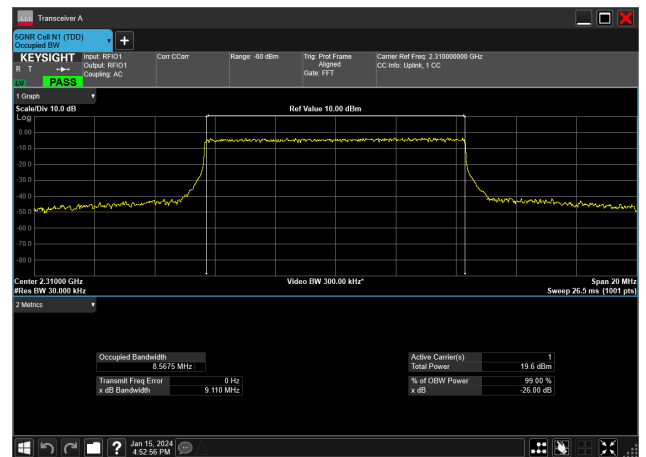 Transceiver A
5GNR Cell N1 (TDD)
Occupied BW
KEYSIGHT
R T
LXI
PASS
Input: RFIO1
Output: RFIO1
Coupling: AC
Corr CCorr
Range: -60 dBm
Trig: Prot Frame
Aligned
Gate: FFT
Carrier Ref Freq: 2.310000000 GHz
CC Info: Uplink, 1 CC
1 Graph
Scale/Div 10.0 dB
Ref Value 10.00 dBm
Log
0.00
-10.0
-20.0
-30.0
-40.0
-50.0
-60.0
-70.0
-80.0
Center 2.31000 GHz
Video BW 300.00 kHz*
Span 20 MHz
#Res BW 30.000 kHz
Sweep 26.5 ms (1001 pts)
2 Metrics
Occupied Bandwidth
8.5675 MHz
Active Carrier(s) 1
Total Power 19.6 dBm
Transmit Freq Error 0 Hz
x dB Bandwidth 9.110 MHz
% of OBW Power 99.00 %
x dB -26.00 dB
?
Jan 15, 2024
4:52:56 PM